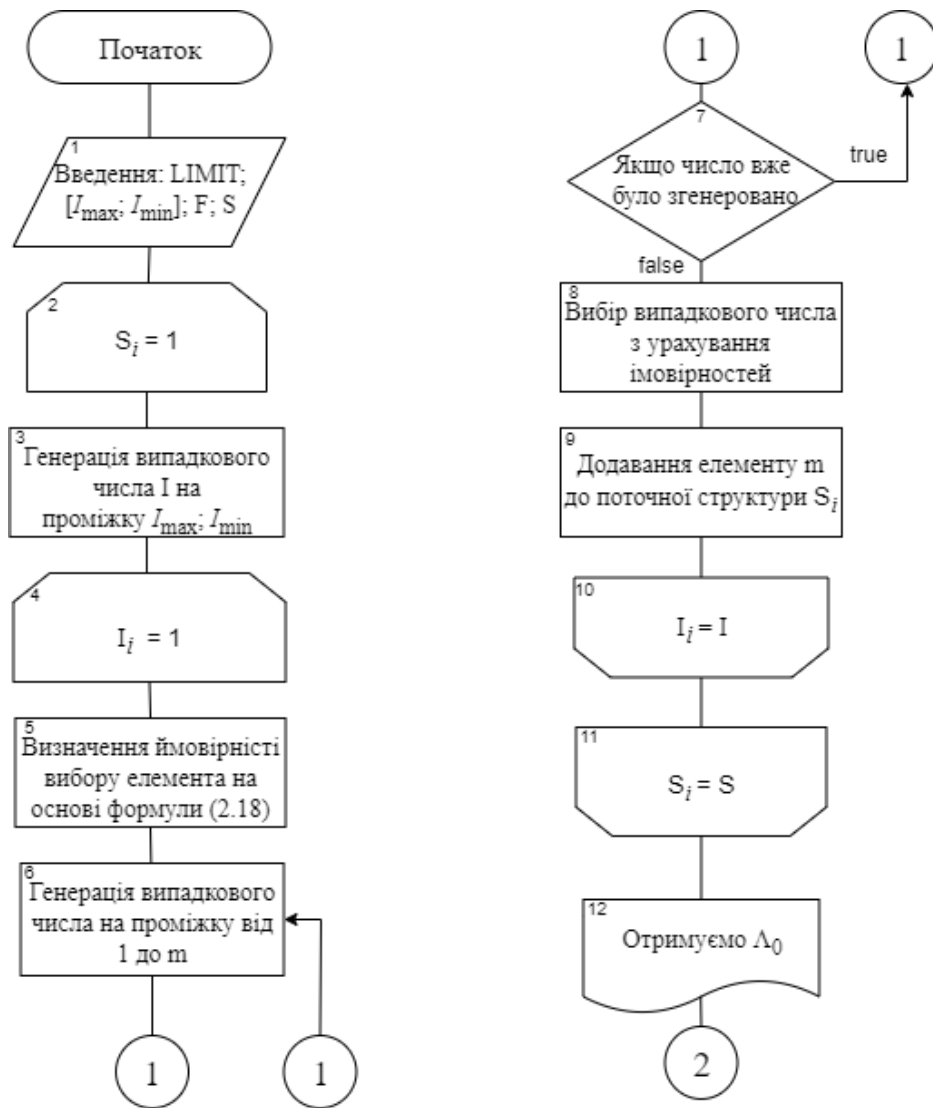 Початок
1
Введення: LIMIT;
[Imax; Imin]; F; S
2
Si = 1
3
Генерація випадкового
числа I на
проміжку Imax; Imin
4
Ii = 1
5
Визначення ймовірністі
вибору елемента на
основі формули (2.18)
6
Генерація випадкового
числа на проміжку від
1 до m
1
1
1
1
7
Якщо число вже
було згенеровано
true
false
8
Вибір випадкового числа
з урахування
імовірностей
9
Додавання елементу m
до поточної структури Si
10
Ii = I
11
Si = S
12
Отримуємо Λ0
2